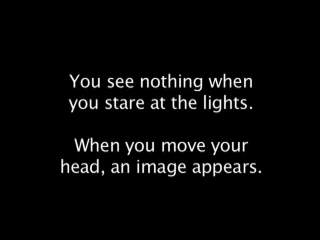 You see nothing when
you stare at the lights.
When you move your
head, an image appears.